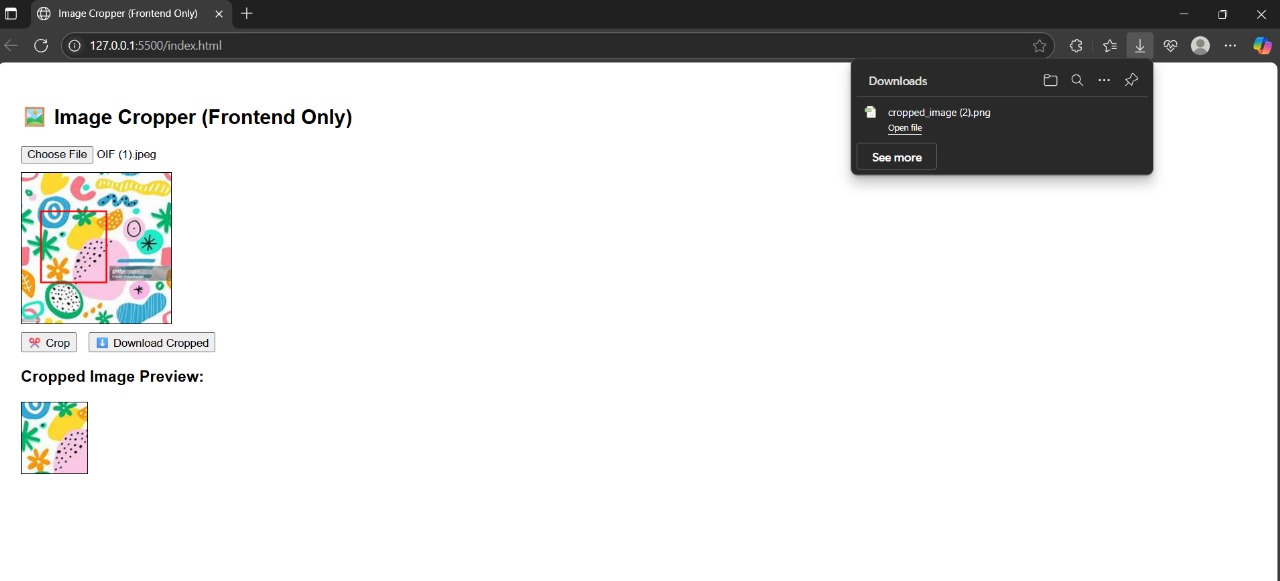 Image Cropper (Frontend Only)
127.0.0.1:5500/index.html
Downloads
cropped_image (2).png
Open file
See more
Image Cropper (Frontend Only)
Choose File OIF (1).jpeg
Crop
Download Cropped
Cropped Image Preview: